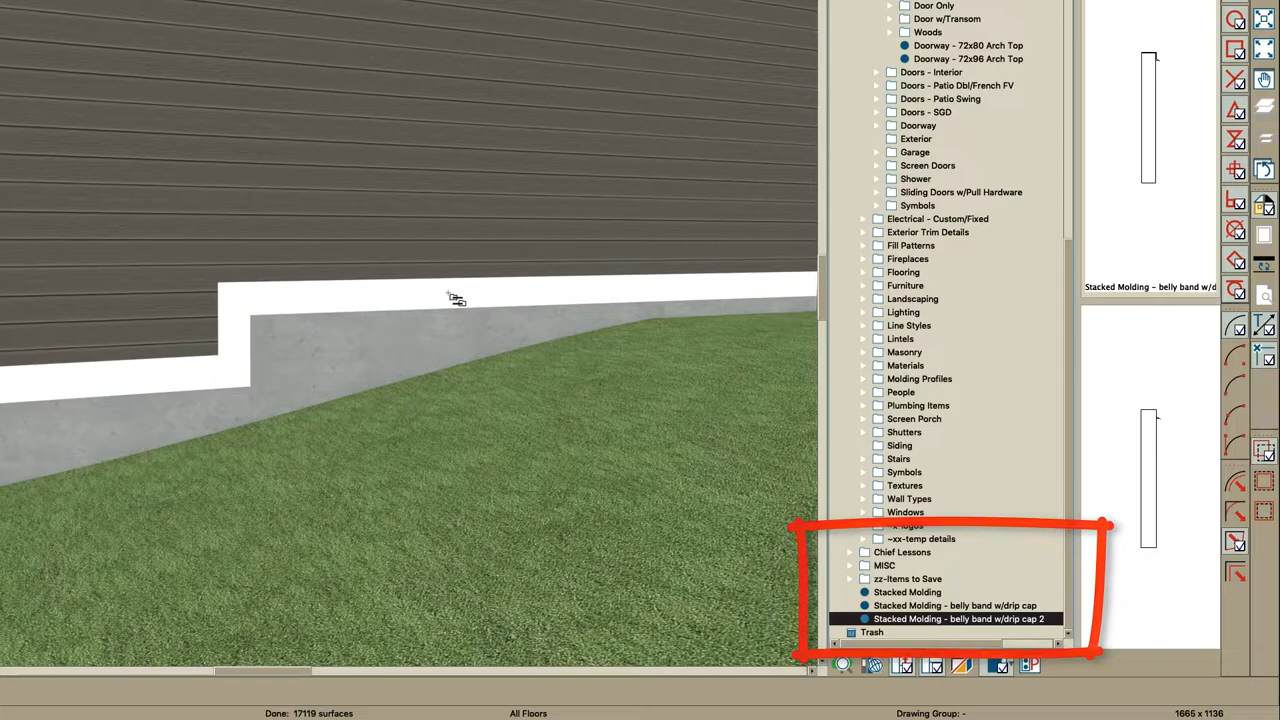 Door Only
Door w/Transom
Woods
Doorway - 72x80 Arch Top
Doorway - 72x96 Arch Top
Doors - Interior
Doors - Patio Dbl/French FV
Doors - Patio Swing
Doors - SGD
Doorway
Exterior
Garage
Screen Doors
Shower
Sliding Doors w/Pull Hardware
Symbols
Electrical - Custom/Fixed
Exterior Trim Details
Fill Patterns
Fireplaces
Flooring
Furniture
Landscaping
Lighting
Line Styles
Lintels
Masonry
Materials
Molding Profiles
People
Plumbing Items
Screen Porch
Shutters
Siding
Stairs
Symbols
Textures
Wall Types
Windows
~x-logos
~xx-temp details
Chief Lessons
MISC
zz-Items to Save
Stacked Molding
Stacked Molding - belly band w/drip cap
Stacked Molding - belly band w/drip cap 2
Trash
Stacked Molding - belly band w/d
P
Done: 17119 surfaces
All Floors
Drawing Group: -
1665 x 1136